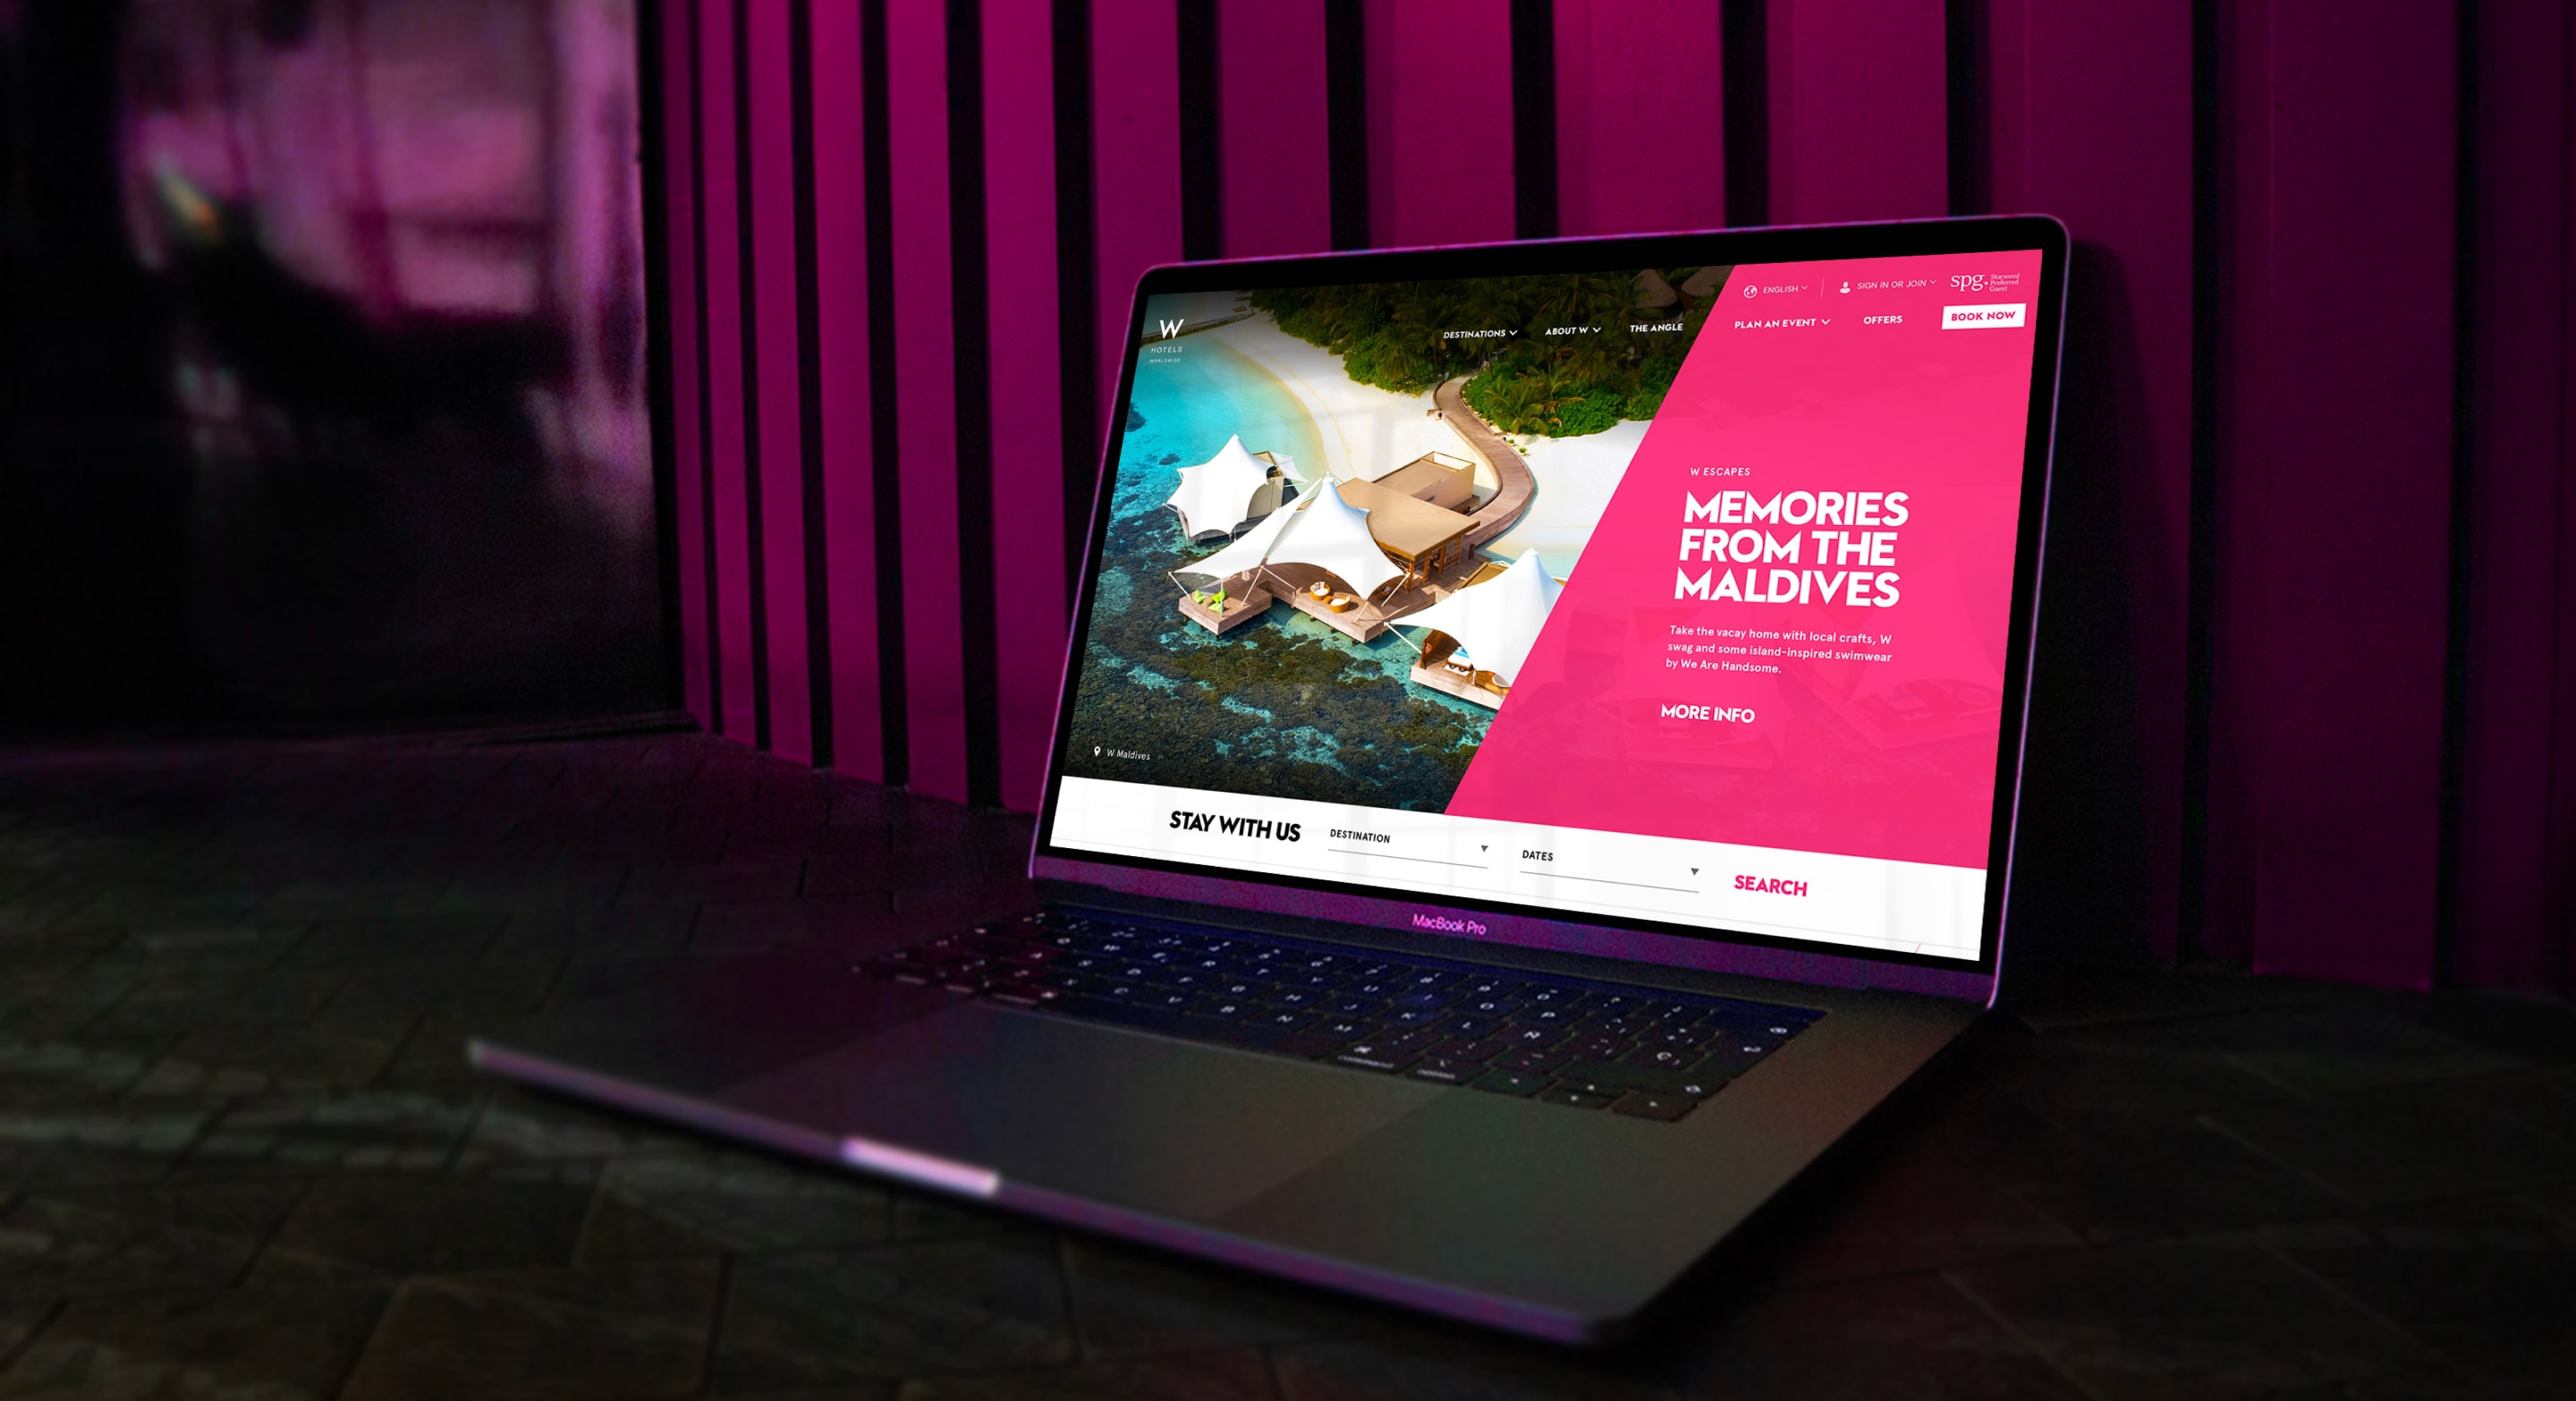 ENGLISH
SIGN IN OR JOIN
spg.
Starwood
Preferred
Guest
W
HOTELS
WORLDWIDE
DESTINATIONS
ABOUT W
THE ANGLE
PLAN AN EVENT
OFFERS
BOOK NOW
W ESCAPES
MEMORIES
FROM THE
MALDIVES
Take the vacay home with local crafts, W
swag and some island-inspired swimwear
by We Are Handsome.
MORE INFO
W Maldives
STAY WITH US
DESTINATION
DATES
SEARCH
MacBook Pro
command
option